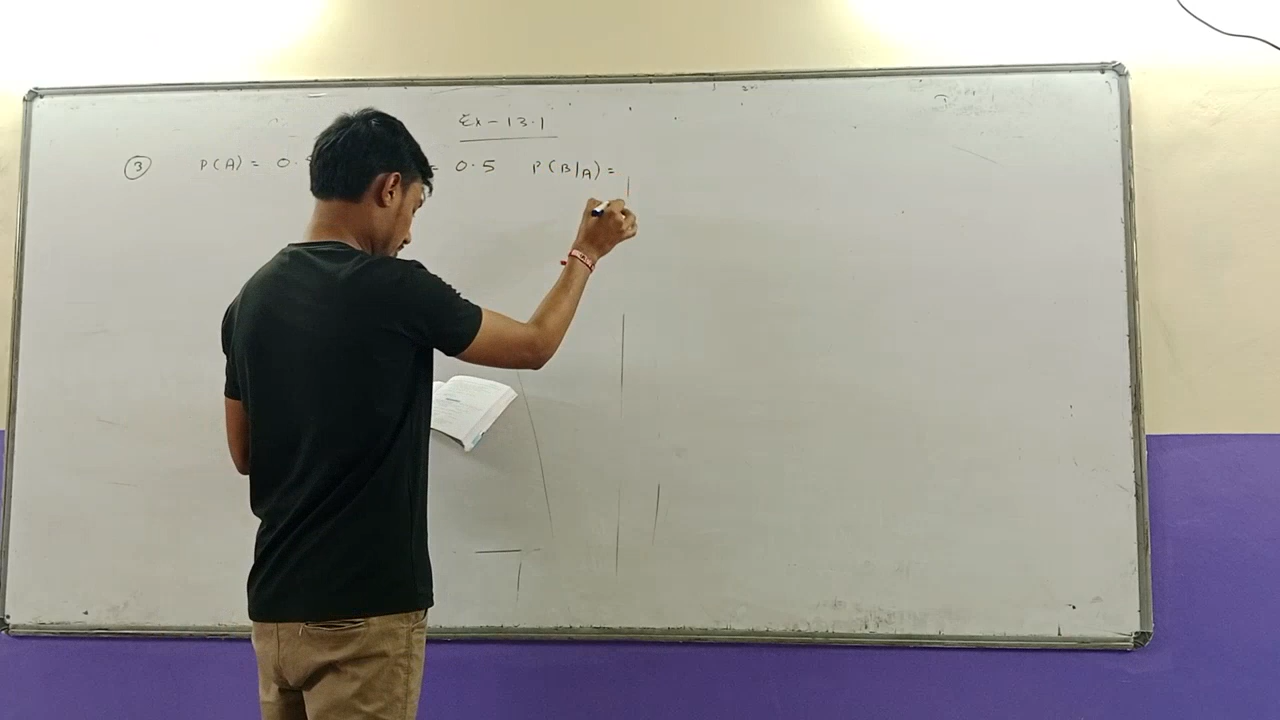 Ex-13.1
③ P(A) = 0. = 0.5 P(B/A) =